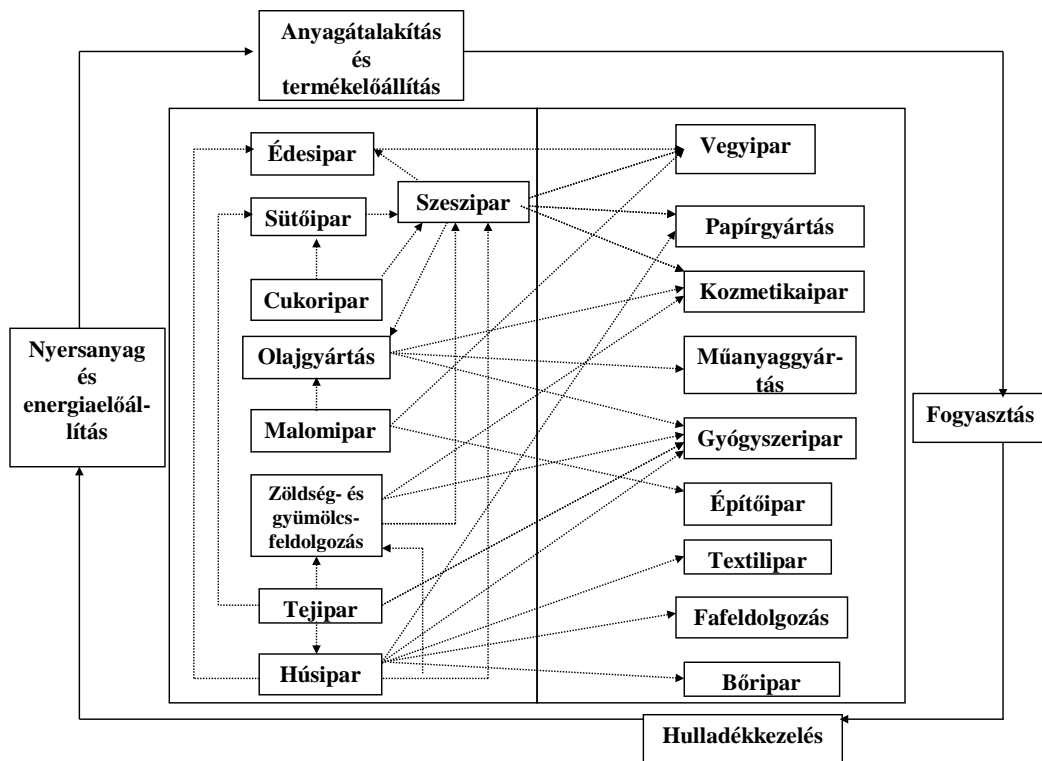 Anyagátalakítás
és
termékelőállítás
Édesipar
Vegyipar
Szeszipar
Sütőipar
Papírgyártás
Cukoripar
Kozmetikaipar
Nyersanyag
és
energiaelőál-
lítás
Olajgyártás
Műanyaggyár-
tás
Fogyasztás
Malomipar
Gyógyszeripar
Zöldség- és
gyümölcs-
feldolgozás
Építőipar
Textilipar
Tejipar
Fafeldolgozás
Húsipar
Bőripar
Hulladékkezelés